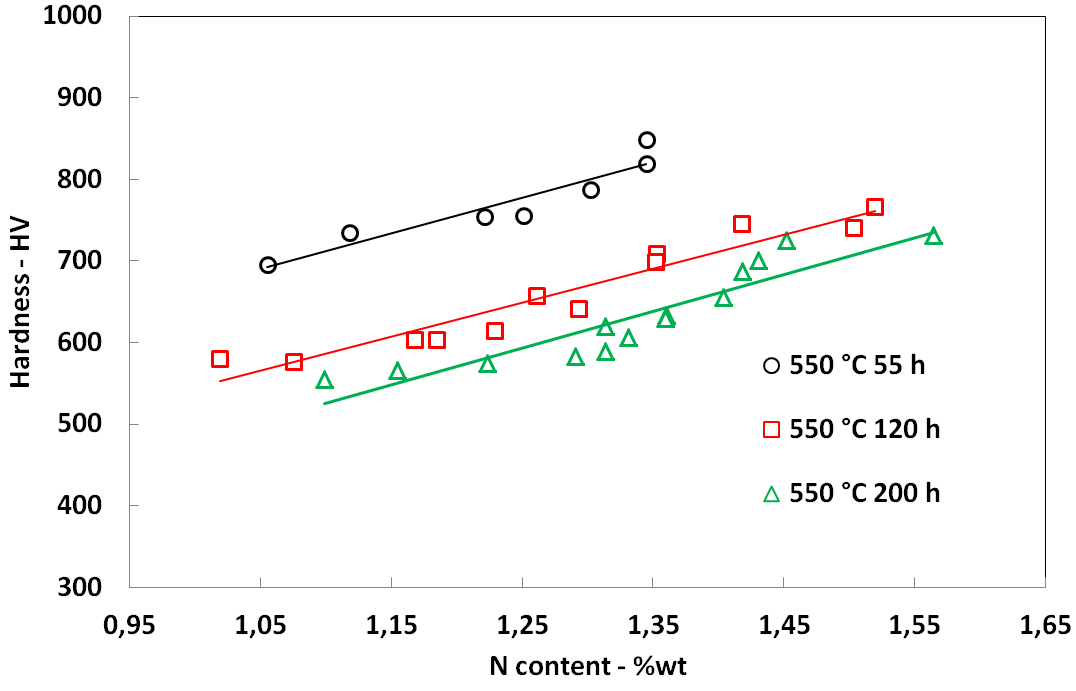 1000
900
800
700
600
500
400
300
Hardness - HV
550 °C 55 h
550 °C 120 h
550 °C 200 h
0,95 1,05 1,15 1,25 1,35 1,45 1,55 1,65
N content - %wt